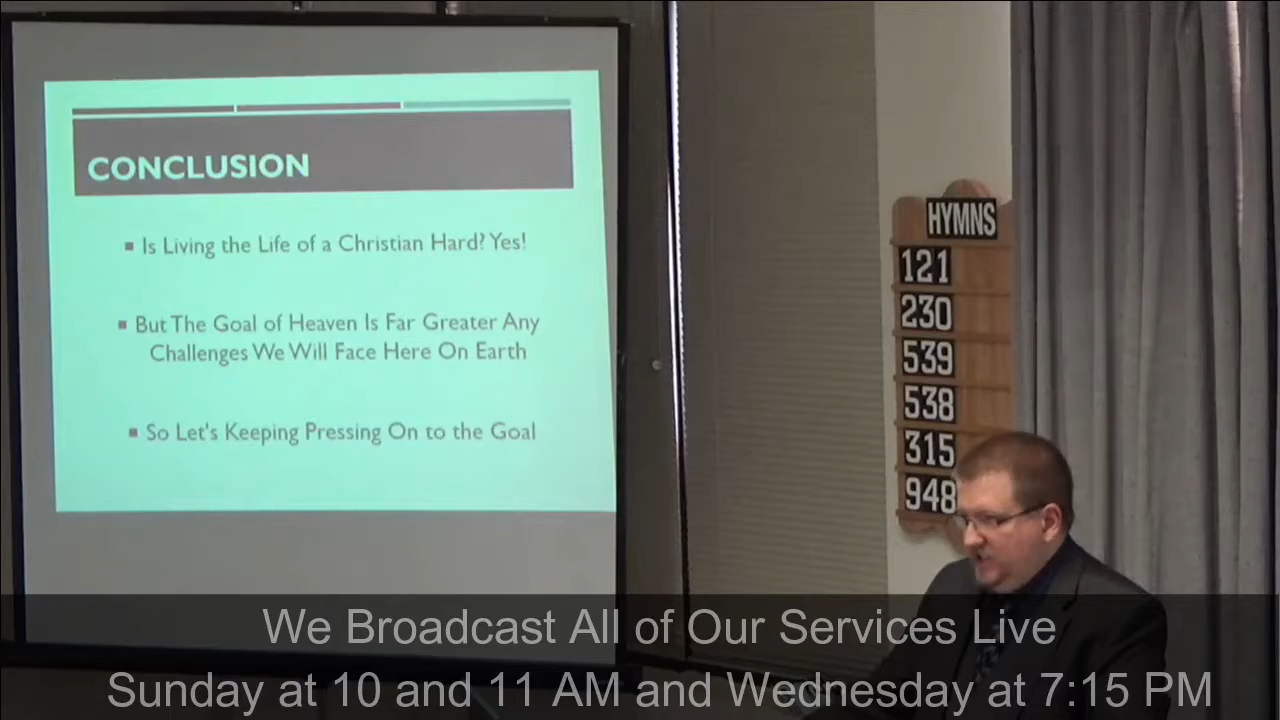 CONCLUSION
Is Living the Life of a Christian Hard? Yes!
But The Goal of Heaven Is Far Greater Any
Challenges We Will Face Here On Earth
So Let's Keeping Pressing On to the Goal
HYMNS
121
230
539
538
315
948
We Broadcast All of Our Services Live
Sunday at 10 and 11 AM and Wednesday at 7:15 PM